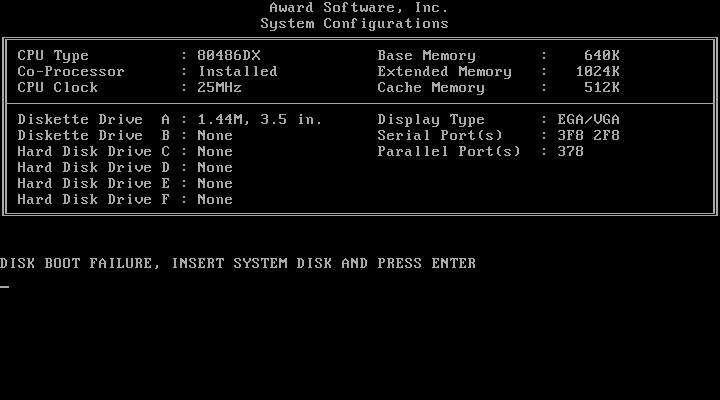 Award Software, Inc.
System Configurations
CPU Type : 80486DX Base Memory : 640K
Co-Processor : Installed Extended Memory : 1024K
CPU Clock : 25MHz Cache Memory : 512K
Diskette Drive A : 1.44M, 3.5 in. Display Type : EGA/VGA
Diskette Drive B : None Serial Port(s) : 3F8 2F8
Hard Disk Drive C : None Parallel Port(s) : 378
Hard Disk Drive D : None
Hard Disk Drive E : None
Hard Disk Drive F : None
DISK BOOT FAILURE, INSERT SYSTEM DISK AND PRESS ENTER
_